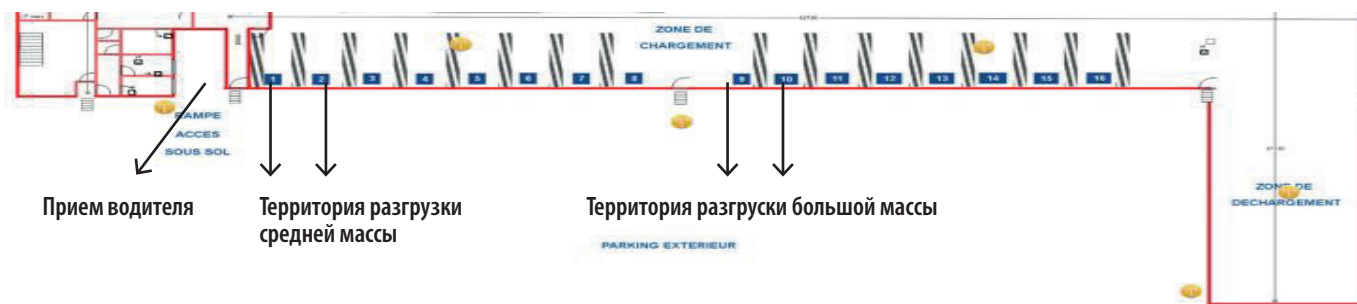 ZONE DE
CHARGEMENT
1 2 3 4 5 6 7 8 9 10 11 12 13 14 15 16
RAMPE
ACCES
SOUS SOL
Прием водителя
Территория разгрузки
средней массы
Территория разгруски большой массы
ZONE DE
DECHARGEMENT
PARKING EXTERIEUR